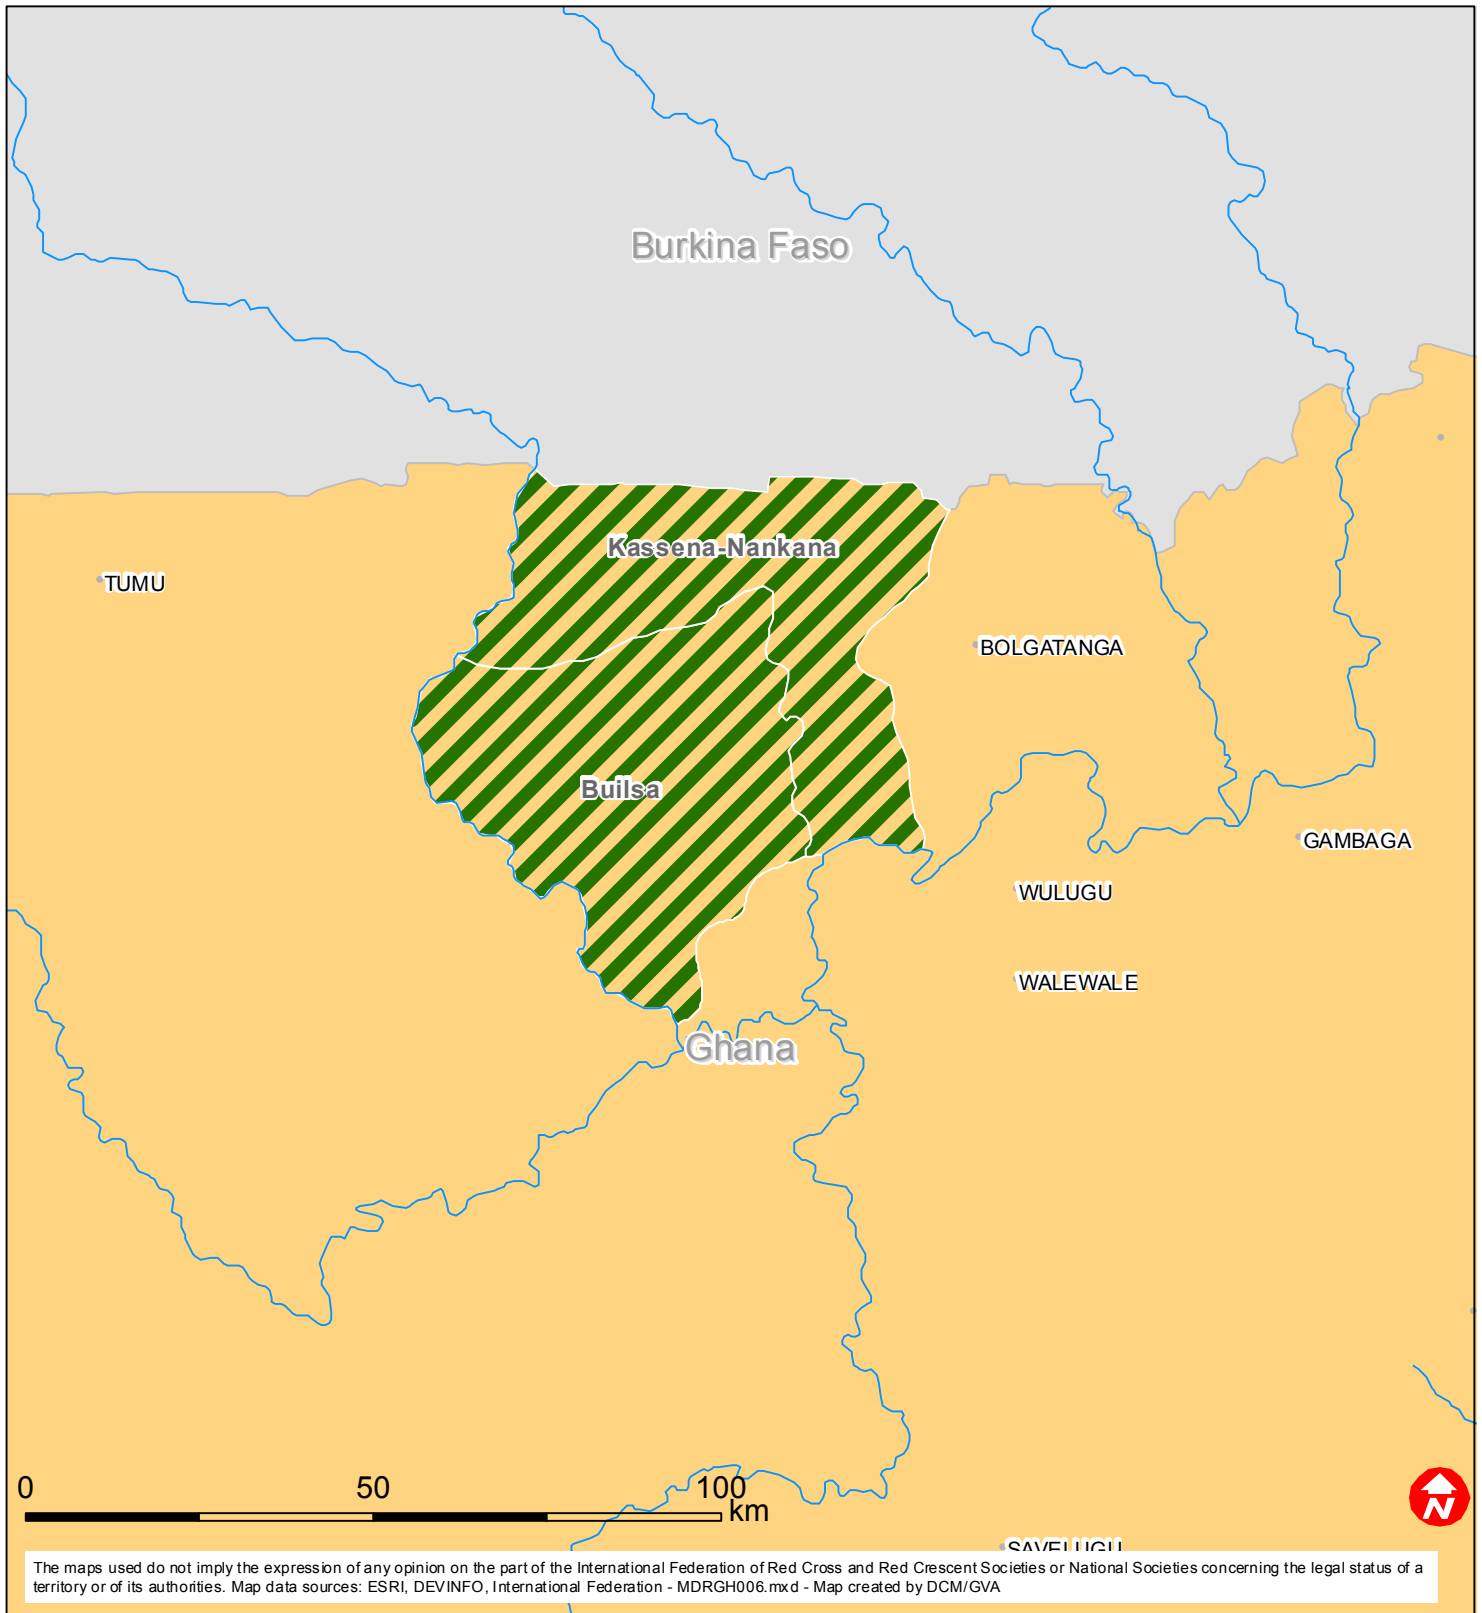 Burkina Faso
Kassena-Nankana
TUMU
BOLGATANGA
Builsa
GAMBAGA
WULUGU
WALEWALE
Ghana
0 50 100
km
N
SAVELUGU
The maps used do not imply the expression of any opinion on the part of the International Federation of Red Cross and Red Crescent Societies or National Societies concerning the legal status of a
territory or of its authorities. Map data sources: ESRI, DEVINFO, International Federation - MDRGH006.mxd - Map created by DCM/GVA